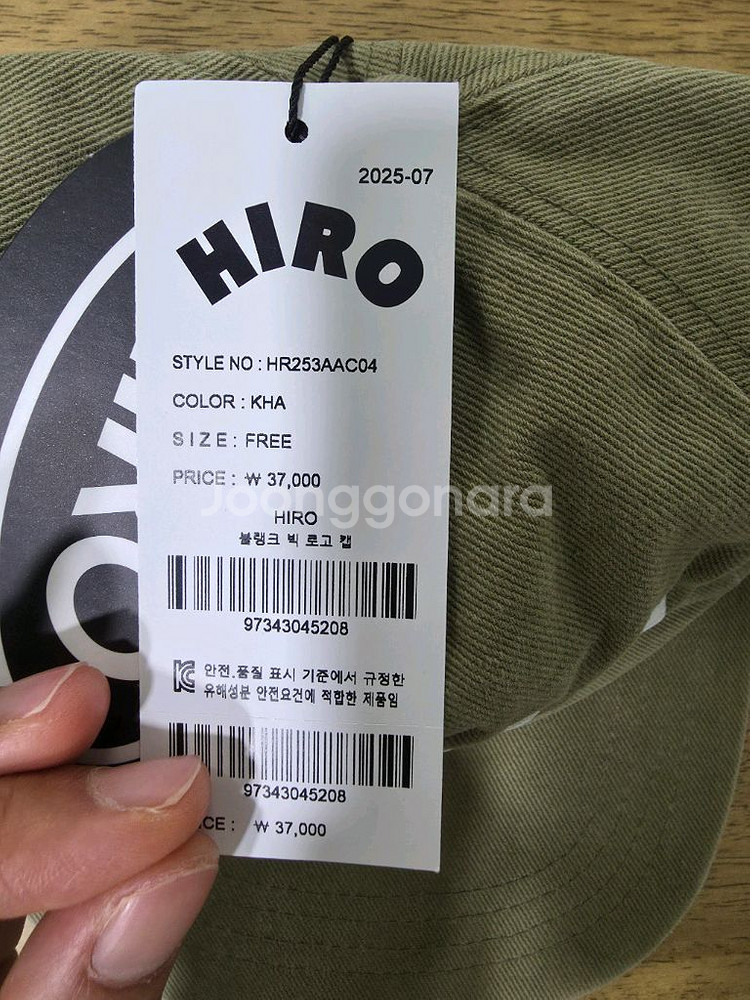 2025-07
HIRO
STYLE NO : HR253AAC04
COLOR : KHA
SIZE : FREE
PRICE : ₩ 37,000
Joonggonara
HIRO
블랭크 빅 로고 캡
97343045208
안전.품질 표시 기준에서 규정한
유해성분 안전요건에 적합한 제품임
97343045208
₩ 37,000